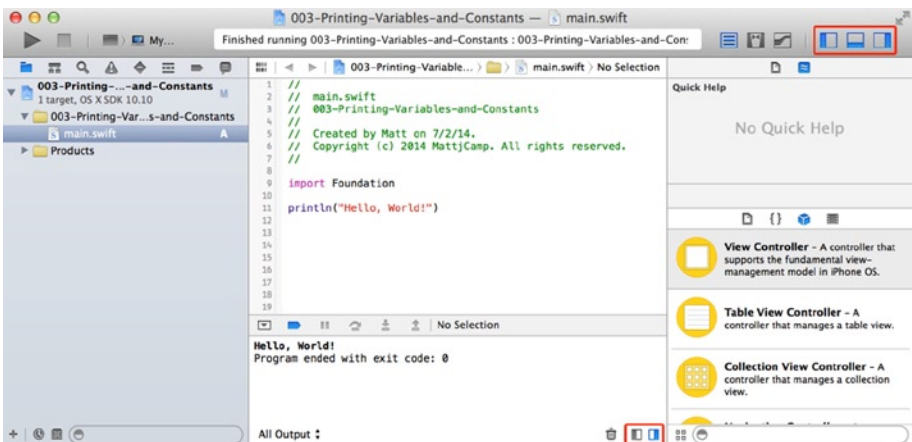 003-Printing-Variables-and-Constants — main.swift
My...
Finished running 003-Printing-Variables-and-Constants : 003-Printing-Variables-and-Con
003-Printing-...-and-Constants
M
1 target, OS X SDK 10.10
003-Printing-Var...s-and-Constants
main.swift
A
Products
003-Printing-Variable... main.swift No Selection
1 //
2 // main.swift
3 // 003-Printing-Variables-and-Constants
4 //
5 // Created by Matt on 7/2/14.
6 // Copyright (c) 2014 MattjCamp. All rights reserved.
7 //
8
9 import Foundation
10
11 println("Hello, World!")
12
13
14
15
16
17
18
19
No Selection
Hello, World!
Program ended with exit code: 0
All Output
Quick Help
No Quick Help
{}
View Controller - A controller that
supports the fundamental view-
management model in iPhone OS.
Table View Controller - A
controller that manages a table view.
Collection View Controller - A
controller that manages a collection
view.